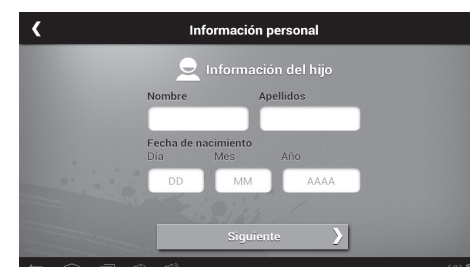 Información personal
Información del hijo
Nombre Apellidos
Fecha de nacimiento
Día Mes Año
DD MM AAAA
Siguiente